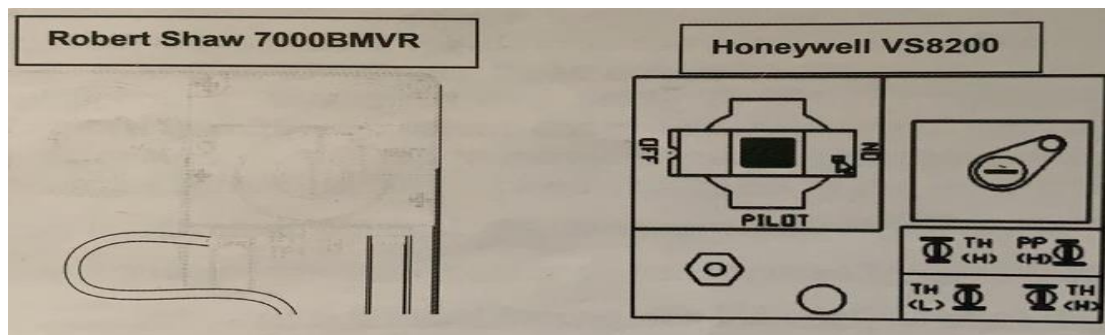 Robert Shaw 7000BMVR
Honeywell VS8200
OFF
ON
PILOT
TH PP
<H> <H>
TH TH
<L> <H>